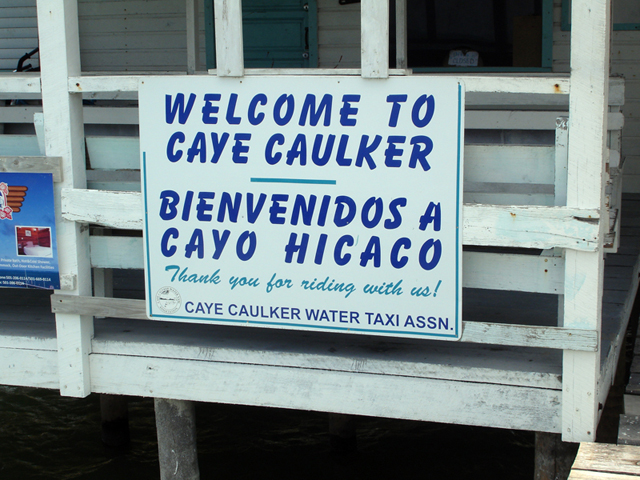 WELCOME TO
CAYE CAULKER
BIENVENIDOS A
CAYO HICACO
Thank you for riding with us!
CAYE CAULKER WATER TAXI ASSN.